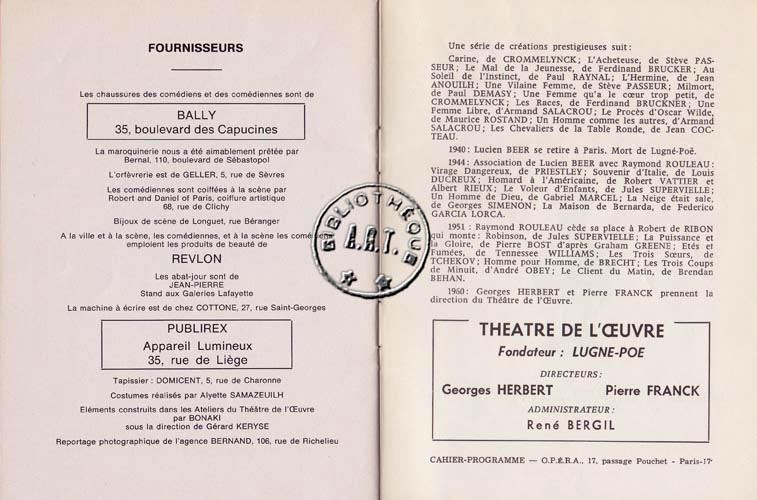 FOURNISSEURS
Les chaussures des comédiens et des comédiennes sont de
BALLY
35, boulevard des Capucines
La maroquinerie nous a été aimablement prêtée par
Bernal, 110, boulevard de Sébastopol
L'orfèvrerie est de GELLER, 5, rue de Sèvres
Les comédiennes sont coiffées à la scène par
Robert and Daniel of Paris, coiffure artistique
68, rue de Clichy
Bijoux de scène de Longuet, rue Béranger
A la ville et à la scène, les comédiennes, et à la scène les comédiens
emploient les produits de beauté de
REVLON
Les abat-jour sont de
JEAN-PIERRE
Stand aux Galeries Lafayette
La machine à écrire est de chez COTTONE, 27, rue Saint-Georges
PUBLIREX
Appareil Lumineux
35, rue de Liège
Tapissier : DOMICENT, 5, rue de Charonne
Costumes réalisés par Alyette SAMAZEUILH
Eléments construits dans les Ateliers du Théâtre de l'Œuvre
par BONAKI
sous la direction de Gérard KERYSE
Reportage photographique de l'agence BERNAND, 106, rue de Richelieu
BIBLIOTHÈQUE
A.R.T.
Une série de créations prestigieuses suit :
Carine, de CROMMELYNCK ; L'Acheteuse, de Stève PAS-
SEUR ; Le Mal de la Jeunesse, de Ferdinand BRUCKER ; Au
Soleil de l'Instinct, de Paul RAYNAL ; L'Hermine, de Jean
ANOUILH ; Une Vilaine Femme, de Stève PASSEUR ; Milmort,
de Paul DEMASY ; Une Femme qu'a le cœur trop petit, de
CROMMELYNCK ; Les Races, de Ferdinand BRUCKNER ; Une
Femme Libre, d'Armand SALACROU ; Le Procès d'Oscar Wilde,
de Maurice ROSTAND ; Un Homme comme les autres, d'Armand
SALACROU ; Les Chevaliers de la Table Ronde, de Jean COC-
TEAU.
1940 : Lucien BEER se retire à Paris. Mort de Lugné-Poë.
1944 : Association de Lucien BEER avec Raymond ROULEAU :
Virage Dangereux, de PRIESTLEY ; Souvenir d'Italie, de Louis
DUCREUX ; Homard à l'Américaine, de Robert VATTIER et
Albert RIEUX ; Le Voleur d'Enfants, de Jules SUPERVIELLE ;
Un Homme de Dieu, de Gabriel MARCEL ; La Neige était sale,
de Georges SIMENON ; La Maison de Bernarda, de Federico
GARCIA LORCA.
1951 : Raymond ROULEAU cède sa place à Robert de RIBON
qui monte : Robinson, de Jules SUPERVIELLE ; La Puissance et
la Gloire, de Pierre BOST d'après Graham GREENE ; Etés et
Fumées, de Tennessee WILLIAMS ; Les Trois Sœurs, de
TCHEKOV ; Homme pour Homme, de BRECHT ; Les Trois Coups
de Minuit, d'André OBEY ; Le Client du Matin, de Brendan
BEHAN.
1960 : Georges HERBERT et Pierre FRANCK prennent la
direction du Théâtre de l'Œuvre.
THEATRE DE L'ŒUVRE
Fondateur : LUGNE-POE
DIRECTEURS :
Georges HERBERT Pierre FRANCK
ADMINISTRATEUR :
René BERGIL
CAHIER-PROGRAMME — O.P.É.R.A., 17, passage Pouchet - Paris-17e